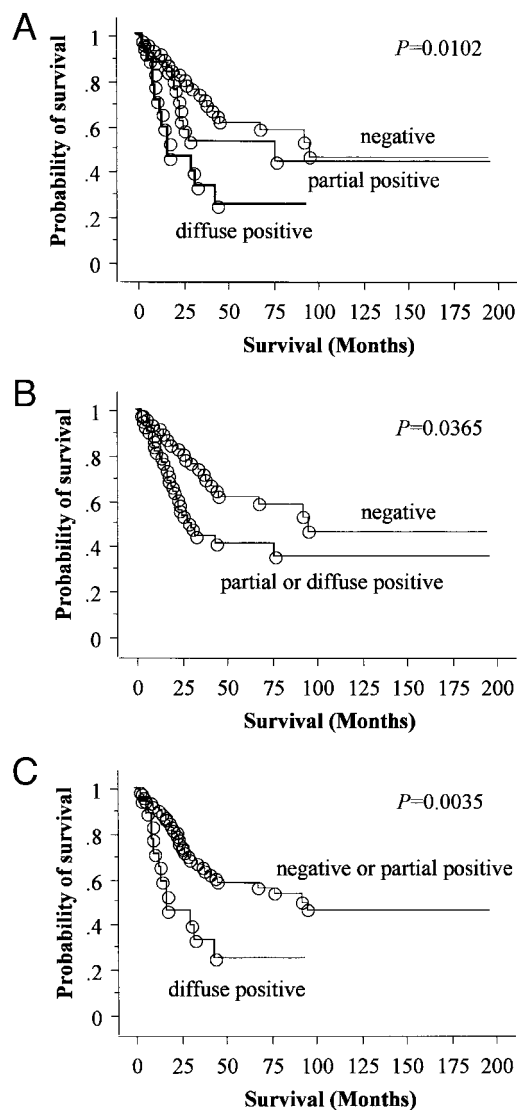 A
P=0.0102
Probability of survival
1
.8
.6
.4
.2
0
negative
partial positive
diffuse positive
0 25 50 75 100 125 150 175 200
Survival (Months)
B
P=0.0365
Probability of survival
1
.8
.6
.4
.2
0
negative
partial or diffuse positive
0 25 50 75 100 125 150 175 200
Survival (Months)
C
P=0.0035
Probability of survival
1
.8
.6
.4
.2
0
negative or partial positive
diffuse positive
0 25 50 75 100 125 150 175 200
Survival (Months)